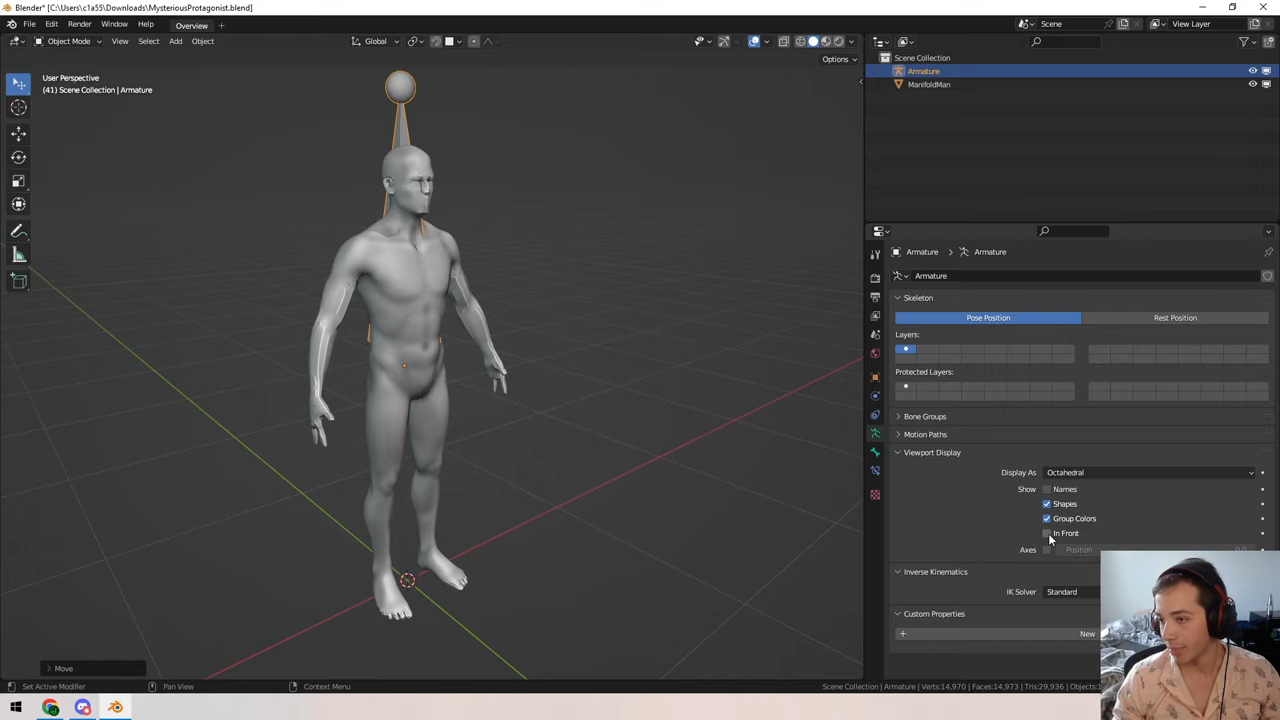 Blender* [C:\Users\c1a55\Downloads\MysteriousProtagonist.blend]
File Edit Render Window Help Overview
Scene View Layer
Object Mode View Select Add Object Global
Options
User Perspective
(41) Scene Collection | Armature
Scene Collection
Armature
ManifoldMan
Armature Armature
Armature
Skeleton
Pose Position Rest Position
Layers:
Protected Layers:
Bone Groups
Motion Paths
Viewport Display
Display As Octahedral
Show Names
Shapes
Group Colors
In Front
Axes Position 0.0
Inverse Kinematics
IK Solver Standard
Custom Properties
New
Move
Set Active Modifier Pan View Context Menu Scene Collection | Armature | Verts:14,970 | Faces:14,973 | Tris:29,936 | Objects: